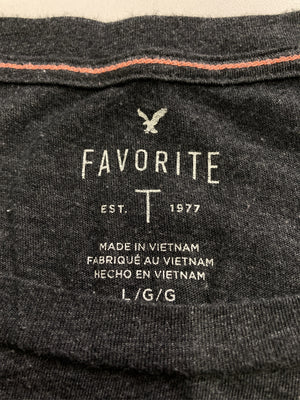 FAVORITE
EST. T 1977
MADE IN VIETNAM
FABRIQUÉ AU VIETNAM
HECHO EN VIETNAM
L/G/G